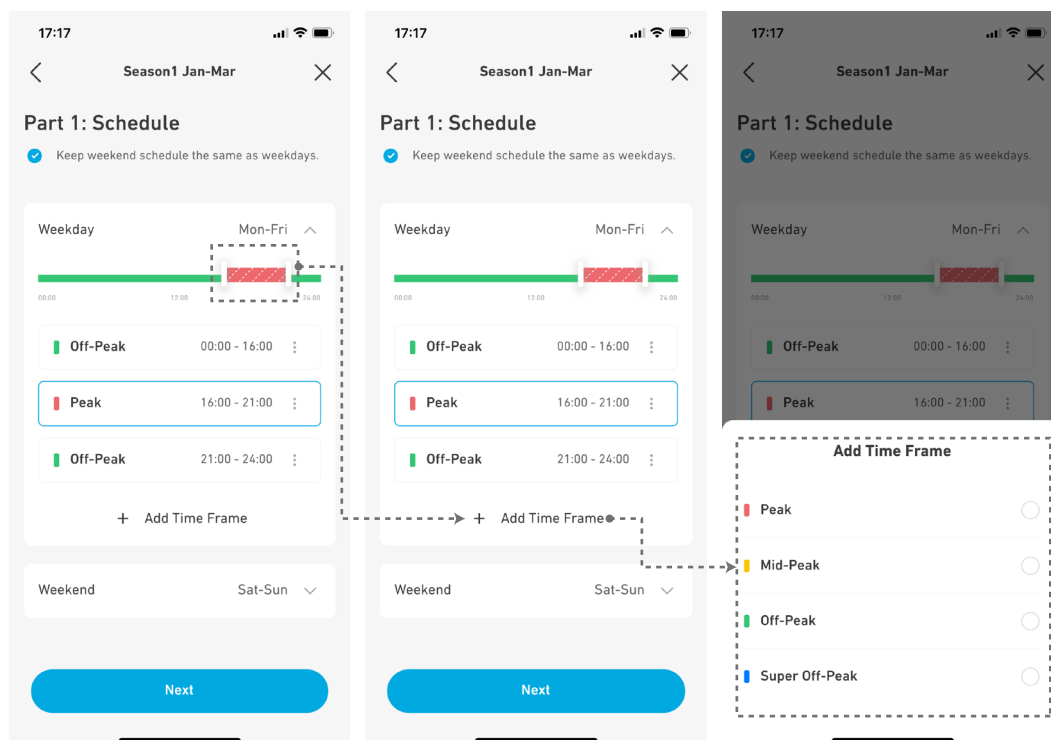 17:17
Season1 Jan-Mar
Part 1: Schedule
Keep weekend schedule the same as weekdays.
Weekday Mon-Fri
00:00 12:00 24:00
Off-Peak 00:00 - 16:00
Peak 16:00 - 21:00
Off-Peak 21:00 - 24:00
+ Add Time Frame
Weekend Sat-Sun
Next
17:17
Season1 Jan-Mar
Part 1: Schedule
Keep weekend schedule the same as weekdays.
Weekday Mon-Fri
00:00 12:00 24:00
Off-Peak 00:00 - 16:00
Peak 16:00 - 21:00
Off-Peak 21:00 - 24:00
+ Add Time Frame
Weekend Sat-Sun
Next
17:17
Season1 Jan-Mar
Part 1: Schedule
Keep weekend schedule the same as weekdays.
Weekday Mon-Fri
00:00 12:00 24:00
Off-Peak 00:00 - 16:00
Peak 16:00 - 21:00
Add Time Frame
Peak
Mid-Peak
Off-Peak
Super Off-Peak